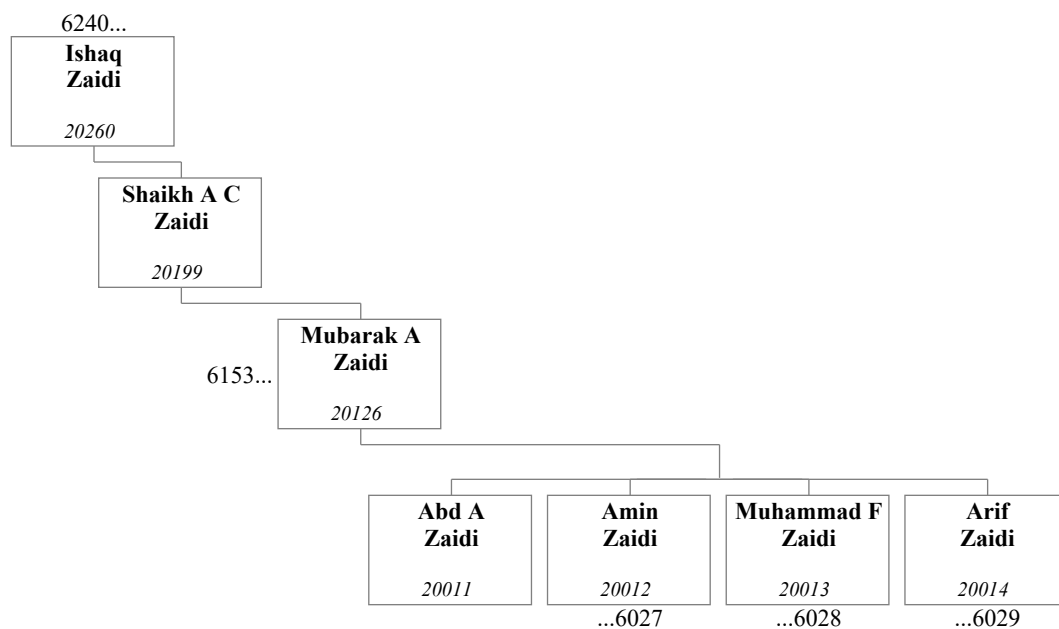 6240...
Ishaq
Zaidi
20260
Shaikh A C
Zaidi
20199
Mubarak A
Zaidi
6153...
20126
Abd A
Zaidi
20011
Amin
Zaidi
20012
...6027
Muhammad F
Zaidi
20013
...6028
Arif
Zaidi
20014
...6029